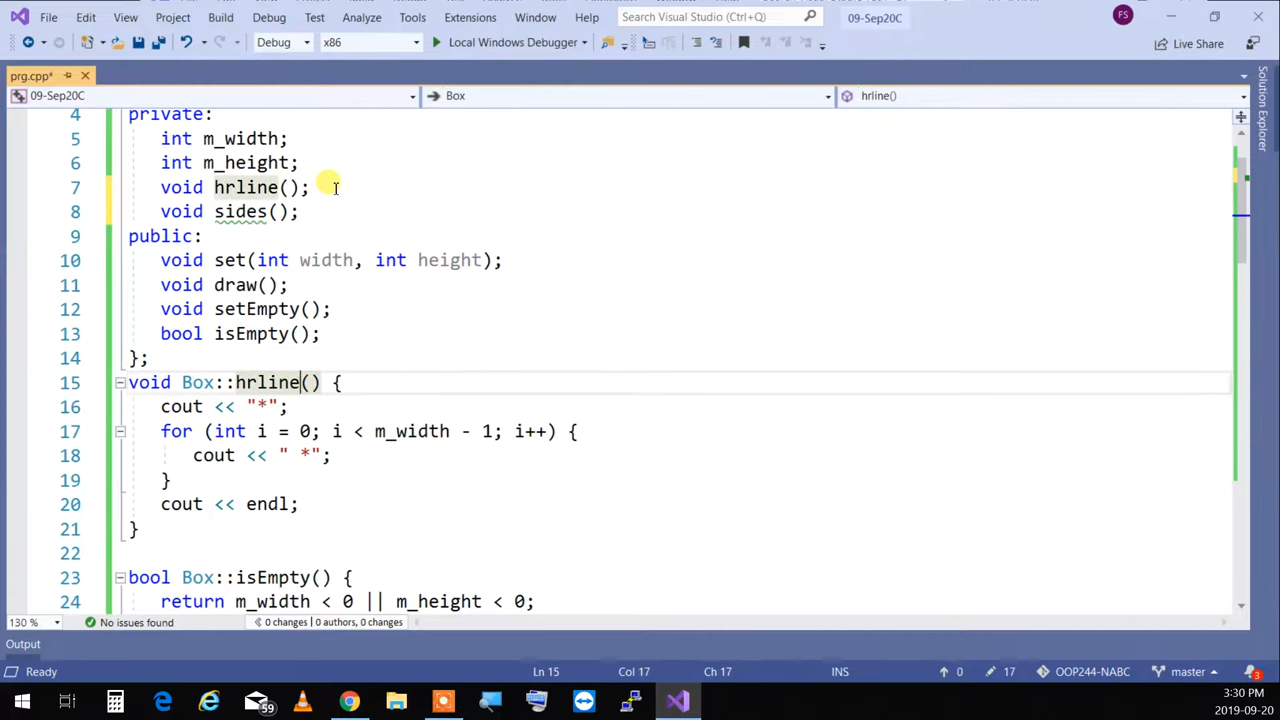 File Edit View Project Build Debug Test Analyze Tools Extensions Window Help Search Visual Studio (Ctrl+Q) 09-Sep20C FS
Debug x86 Local Windows Debugger Live Share
prg.cpp*
09-Sep20C Box hrline()
Solution Explorer
4 private:
5 int m_width;
6 int m_height;
7 void hrline();
8 void sides();
9 public:
10 void set(int width, int height);
11 void draw();
12 void setEmpty();
13 bool isEmpty();
14 };
15 void Box::hrline() {
16 cout << "*";
17 for (int i = 0; i < m_width - 1; i++) {
18 cout << " *";
19 }
20 cout << endl;
21 }
22
23 bool Box::isEmpty() {
24 return m_width < 0 || m_height < 0;
130 % No issues found 0 changes | 0 authors, 0 changes
Output
Ready Ln 15 Col 17 Ch 17 INS 0 17 OOP244-NABC master 3
59 3:30 PM
2019-09-20